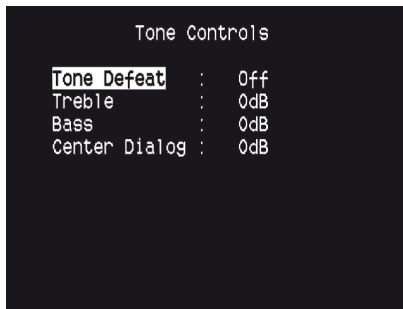 Tone Controls
Tone Defeat : Off
Treble : 0dB
Bass : 0dB
Center Dialog : 0dB